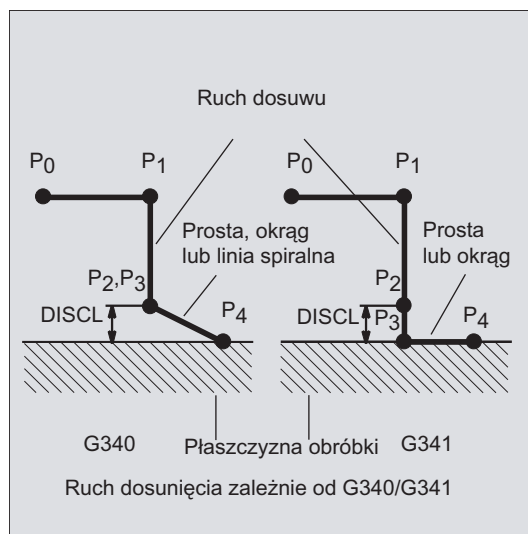 Ruch dosuwu
P0
P1
P0
P1
Prosta, okrąg
lub linia spiralna
Prosta
lub okrąg
P2,P3
P2
DISCL
P4
DISCL
P3
P4
G340
Płaszczyzna obróbki
G341
Ruch dosunięcia zależnie od G340/G341